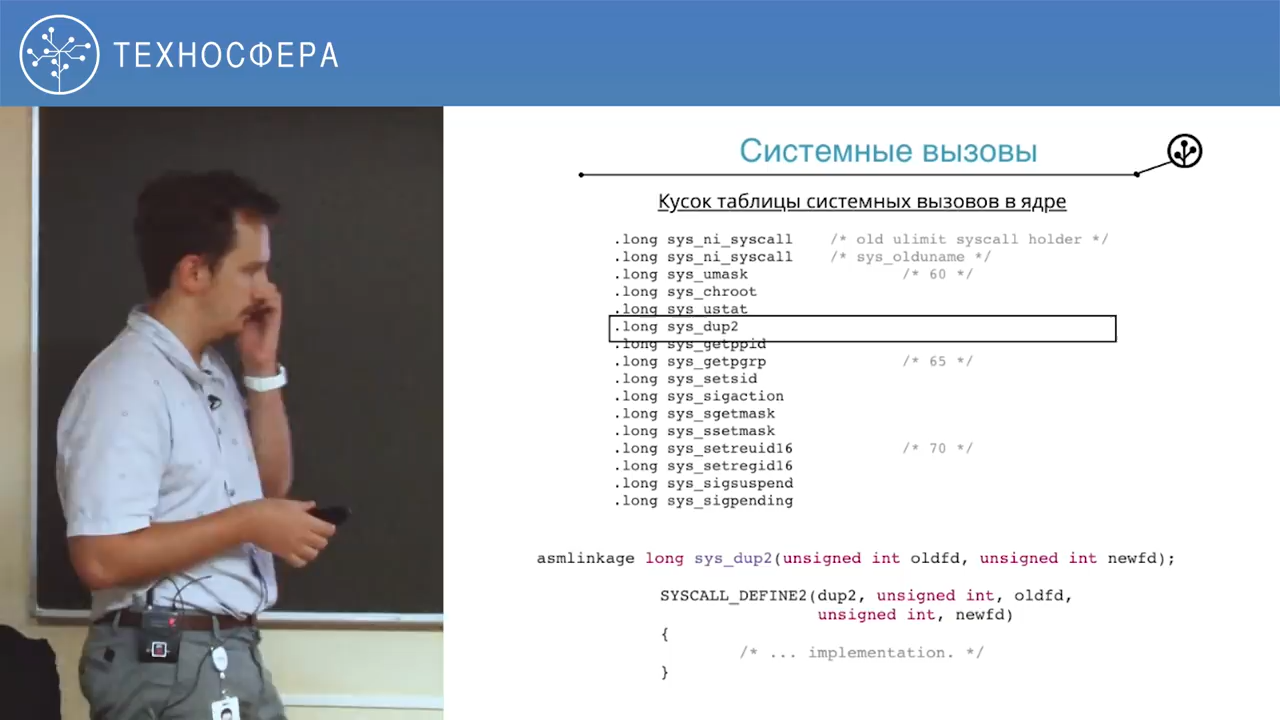 ТЕХНОСФЕРА
Системные вызовы
Кусок таблицы системных вызовов в ядре
.long sys_ni_syscall /* old ulimit syscall holder */
.long sys_ni_syscall /* sys_olduname */
.long sys_umask /* 60 */
.long sys_chroot
.long sys_ustat
.long sys_dup2
.long sys_getppid
.long sys_getpgrp /* 65 */
.long sys_setsid
.long sys_sigaction
.long sys_sgetmask
.long sys_ssetmask
.long sys_setreuid16 /* 70 */
.long sys_setregid16
.long sys_sigsuspend
.long sys_sigpending
asmlinkage long sys_dup2(unsigned int oldfd, unsigned int newfd);
SYSCALL_DEFINE2(dup2, unsigned int, oldfd,
unsigned int, newfd)
{
/* ... implementation. */
}